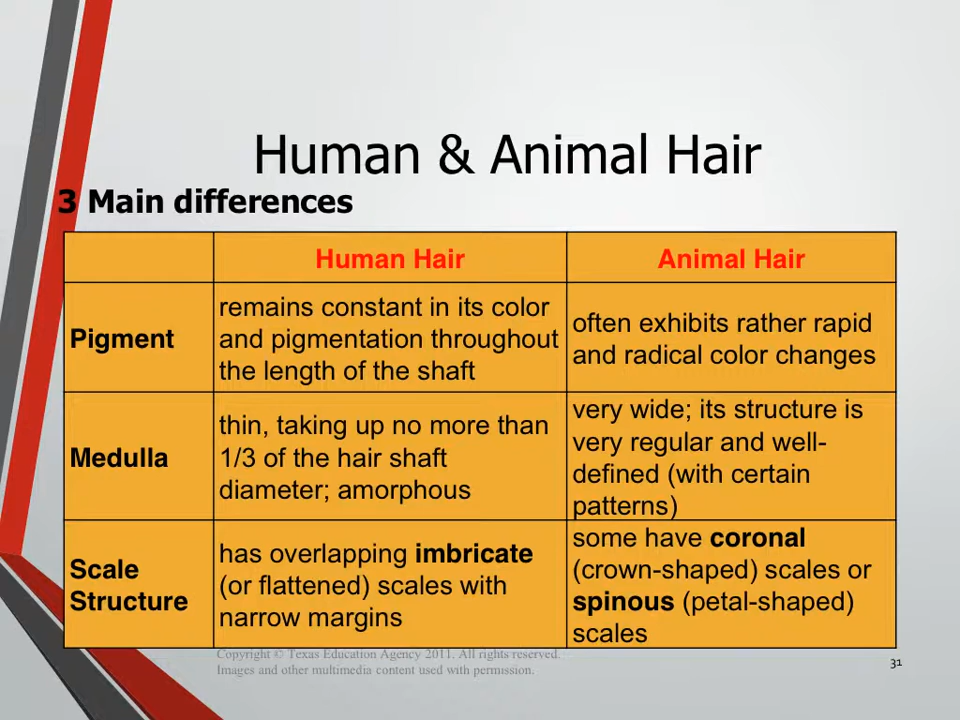 Human & Animal Hair
3 Main differences
Human Hair
Animal Hair
Pigment
remains constant in its color
and pigmentation throughout
the length of the shaft
often exhibits rather rapid
and radical color changes
Medulla
thin, taking up no more than
1/3 of the hair shaft
diameter; amorphous
very wide; its structure is
very regular and well-
defined (with certain
patterns)
Scale
Structure
has overlapping imbricate
(or flattened) scales with
narrow margins
some have coronal
(crown-shaped) scales or
spinous (petal-shaped)
scales
Copyright © Texas Education Agency 2011. All rights reserved.
Images and other multimedia content used with permission.
31